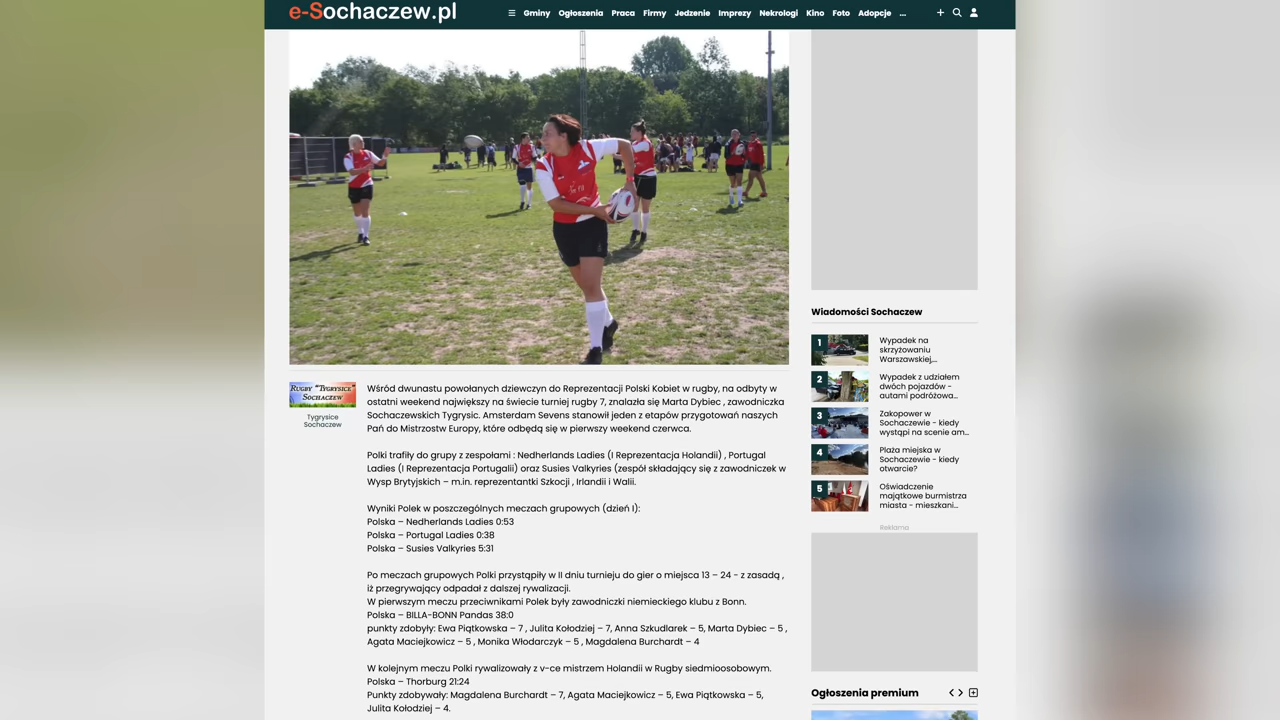 e-Sochaczew.pl
☰ Gminy Ogłoszenia Praca Firmy Jedzenie Imprezy Nekrologi Kino Foto Adopcje ...
RUGBY "TYGRYSICE"
SOCHACZEW
Tygrysice
Sochaczew
Wśród dwunastu powołanych dziewczyn do Reprezentacji Polski Kobiet w rugby, na odbyty w
ostatni weekend największy na świecie turniej rugby 7, znalazła się Marta Dybiec , zawodniczka
Sochaczewskich Tygrysic. Amsterdam Sevens stanowił jeden z etapów przygotowań naszych
Pań do Mistrzostw Europy, które odbędą się w pierwszy weekend czerwca.
Polki trafiły do grupy z zespołami : Nedherlands Ladies (I Reprezentacja Holandii) , Portugal
Ladies (I Reprezentacja Portugalii) oraz Susies Valkyries (zespół składający się z zawodniczek w
Wysp Brytyjskich – m.in. reprezentantki Szkocji , Irlandii i Walii.
Wyniki Polek w poszczególnych meczach grupowych (dzień I):
Polska – Nedherlands Ladies 0:53
Polska – Portugal Ladies 0:38
Polska – Susies Valkyries 5:31
Po meczach grupowych Polki przystąpiły w II dniu turnieju do gier o miejsca 13 – 24 - z zasadą ,
iż przegrywający odpadał z dalszej rywalizacji.
W pierwszym meczu przeciwnikami Polek były zawodniczki niemieckiego klubu z Bonn.
Polska – BILLA-BONN Pandas 38:0
punkty zdobyły: Ewa Piątkowska – 7 , Julita Kołodziej – 7, Anna Szkudlarek – 5, Marta Dybiec – 5 ,
Agata Maciejkowicz – 5 , Monika Włodarczyk – 5 , Magdalena Burchardt – 4
W kolejnym meczu Polki rywalizowały z v-ce mistrzem Holandii w Rugby siedmioosobowym.
Polska – Thorburg 21:24
Punkty zdobywały: Magdalena Burchardt – 7, Agata Maciejkowicz – 5, Ewa Piątkowska – 5,
Julita Kołodziej – 4.
Wiadomości Sochaczew
1
Wypadek na
skrzyżowaniu
Warszawskiej,...
2
Wypadek z udziałem
dwóch pojazdów -
autami podróżowa...
3
Zakopower w
Sochaczewie - kiedy
wystąpi na scenie am...
4
Plaża miejska w
Sochaczewie - kiedy
otwarcie?
5
Oświadczenie
majątkowe burmistrza
miasta - mieszkani...
Reklama
Ogłoszenia premium